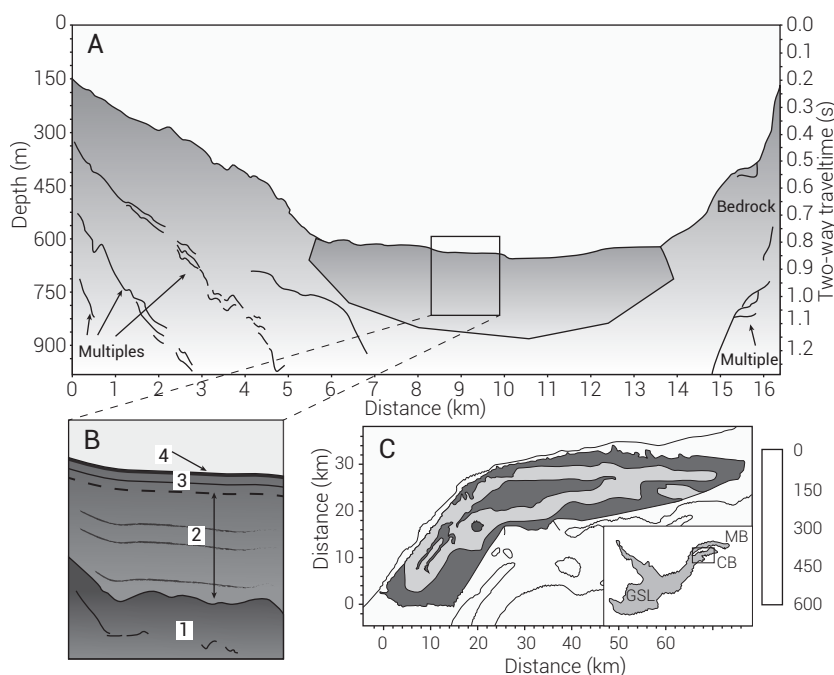 A
Depth (m)
0
150
300
450
600
750
900
0.0
0.1
0.2
0.3
0.4
0.5
0.6
0.7
0.8
0.9
1.0
1.1
1.2
Two-way traveltime (s)
Bedrock
Multiples
Multiple
0 1 2 3 4 5 6 7 8 9 10 11 12 13 14 15 16
Distance (km)
B
4
3
2
1
C
Distance (km)
30
20
10
0
MB
CB
GSL
0 10 20 30 40 50 60 70
Distance (km)
0
150
300
450
600